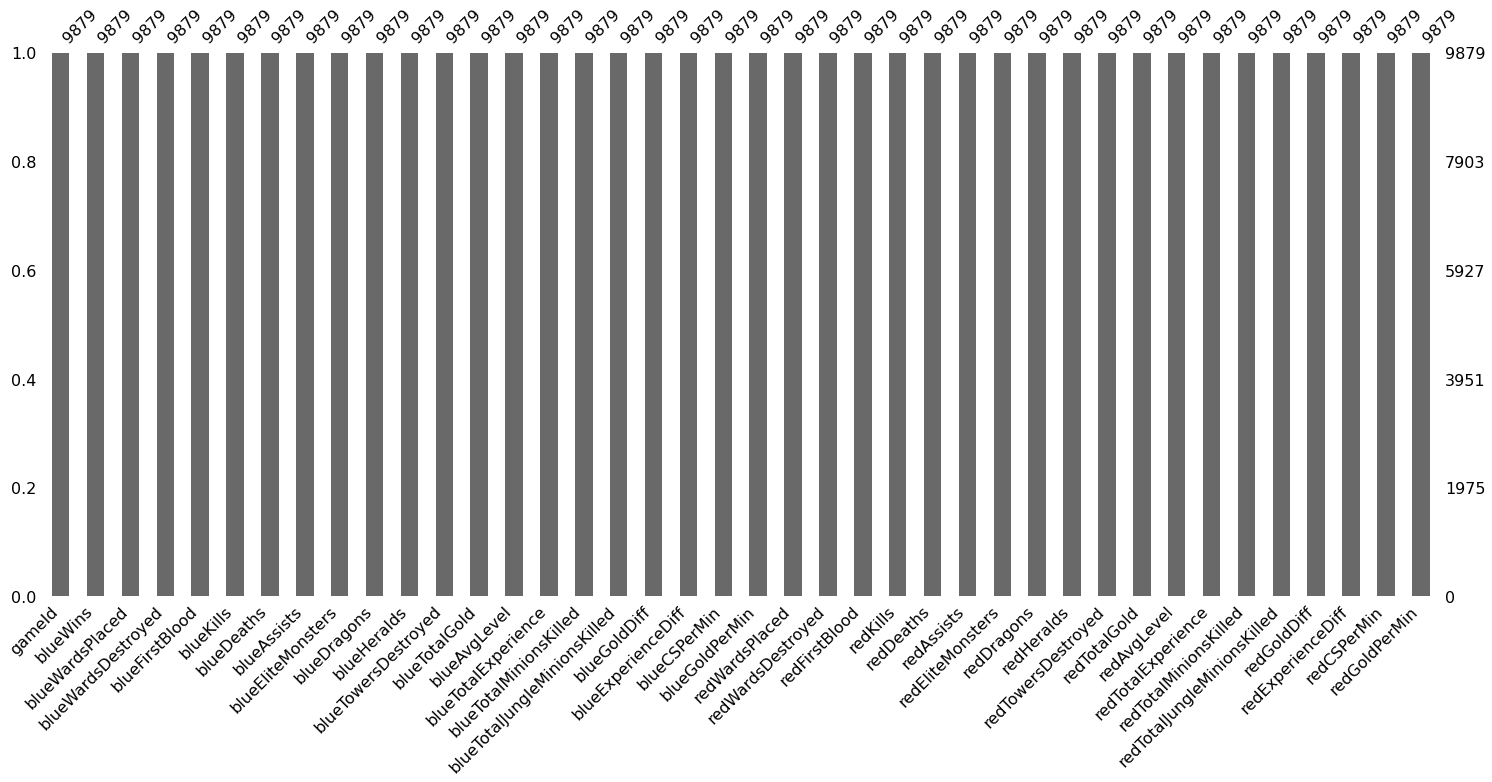 9879 9879 9879 9879 9879 9879 9879 9879 9879 9879 9879 9879 9879 9879 9879 9879 9879 9879 9879 9879 9879 9879 9879 9879 9879 9879 9879 9879 9879 9879 9879 9879 9879 9879 9879 9879 9879 9879 9879 9879
1.0 9879
0.8 7903
0.6 5927
0.4 3951
0.2 1975
0.0 0
gameId
blueWins
blueWardsPlaced
blueWardsDestroyed
blueFirstBlood
blueKills
blueDeaths
blueAssists
blueEliteMonsters
blueDragons
blueHeralds
blueTowersDestroyed
blueTotalGold
blueAvgLevel
blueTotalExperience
blueTotalMinionsKilled
blueTotalJungleMinionsKilled
blueGoldDiff
blueExperienceDiff
blueCSPerMin
blueGoldPerMin
redWardsPlaced
redWardsDestroyed
redFirstBlood
redKills
redDeaths
redAssists
redEliteMonsters
redDragons
redHeralds
redTowersDestroyed
redTotalGold
redAvgLevel
redTotalExperience
redTotalMinionsKilled
redTotalJungleMinionsKilled
redGoldDiff
redExperienceDiff
redCSPerMin
redGoldPerMin